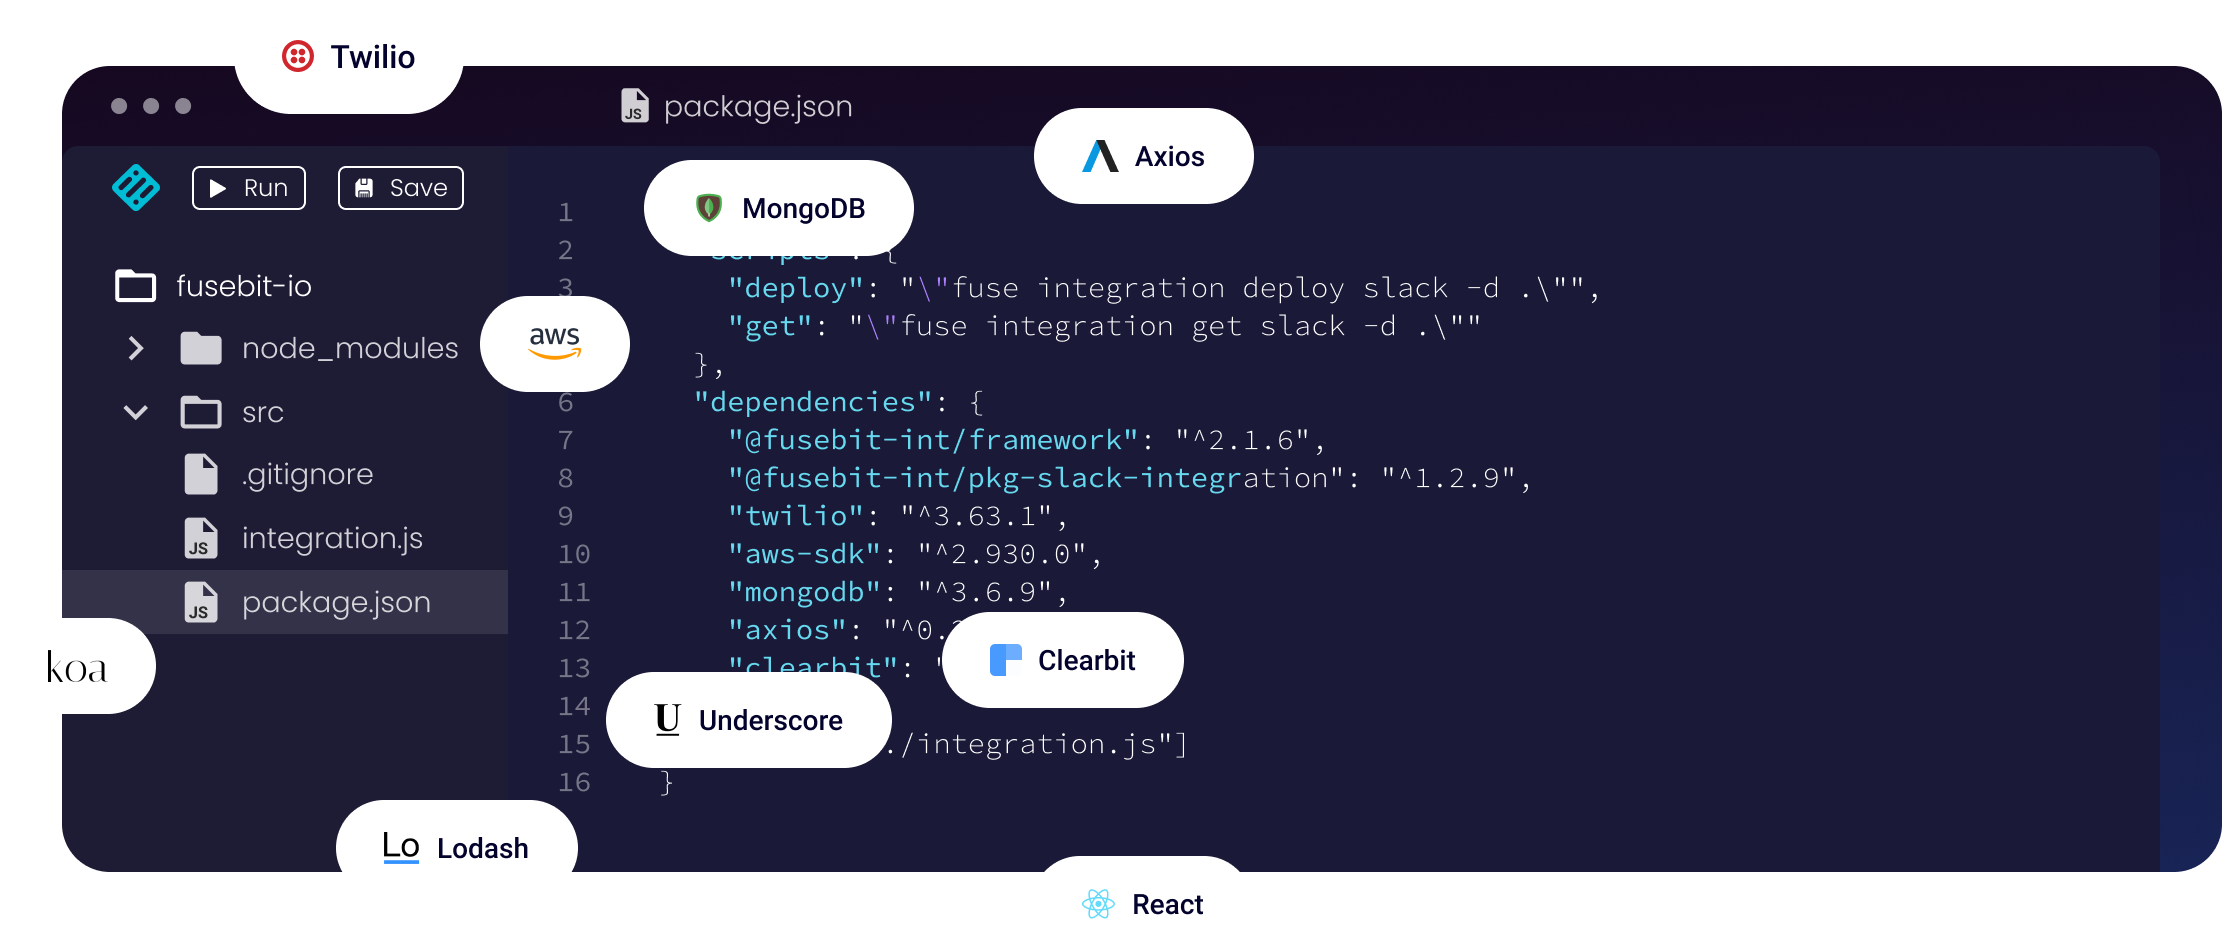 Twilio
package.json
Axios
Run
Save
MongoDB
1
2 "scripts": {
fusebit-io
3 "deploy": "\"fuse integration deploy slack -d .\"",
"get": "\"fuse integration get slack -d .\""
aws
node_modules
},
6 "dependencies": {
src
7 "@fusebit-int/framework": "^2.1.6",
8 "@fusebit-int/pkg-slack-integration": "^1.2.9",
.gitignore
9 "twilio": "^3.63.1",
integration.js
10 "aws-sdk": "^2.930.0",
11 "mongodb": "^3.6.9",
package.json
12 "axios": "^0.
13 "clearbit": "
Clearbit
koa
14
Underscore
15 ./integration.js"]
16 }
Lo Lodash
React